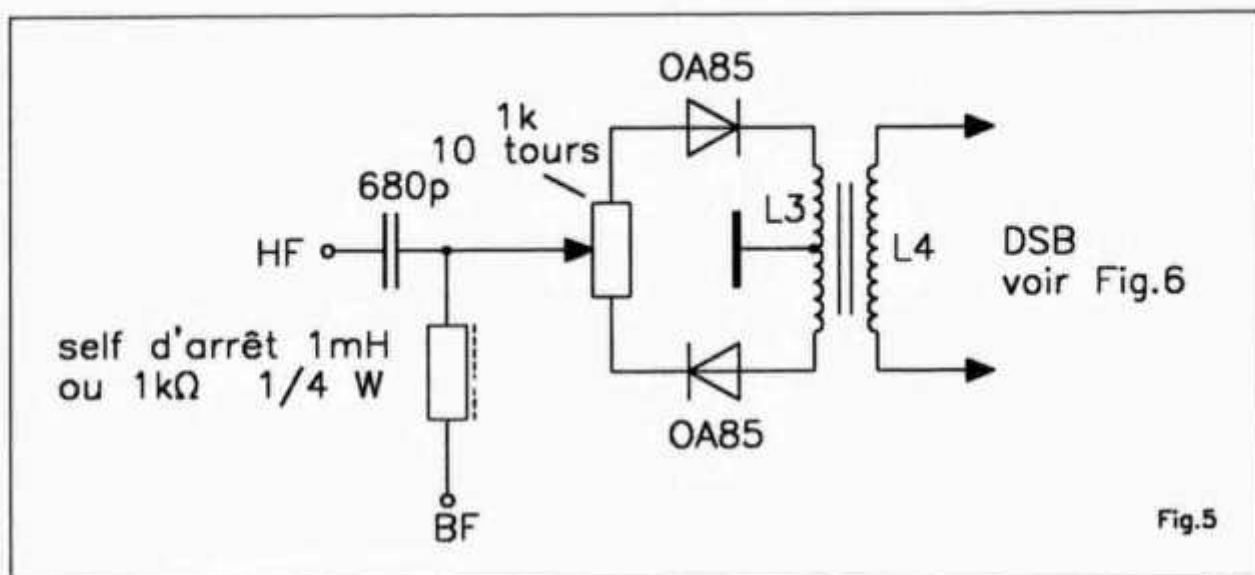 OA85
1k
10 tours
680p
HF
L3
L4
DSB
voir Fig.6
self d'arrêt 1mH
ou 1kΩ 1/4 W
OA85
BF
Fig.5